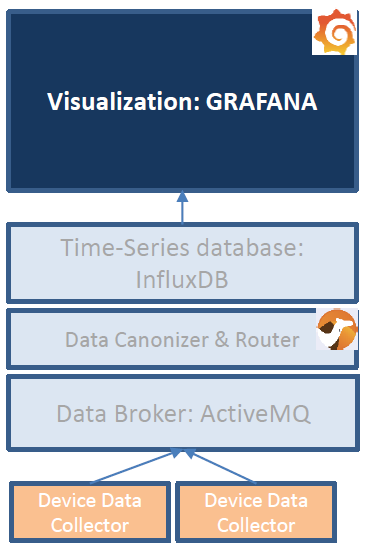 Visualization: GRAFANA
Time-Series database:
InfluxDB
Data Canonizer & Router
Data Broker: ActiveMQ
Device Data
Collector
Device Data
Collector